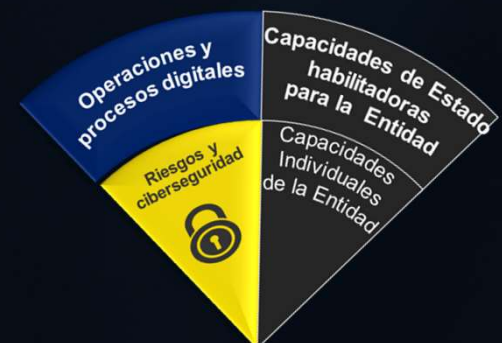 Operaciones y
procesos digitales
Capacidades de Estado
habilitadoras
para la Entidad
Riesgos y
ciberseguridad
Capacidades
Individuales
de la Entidad